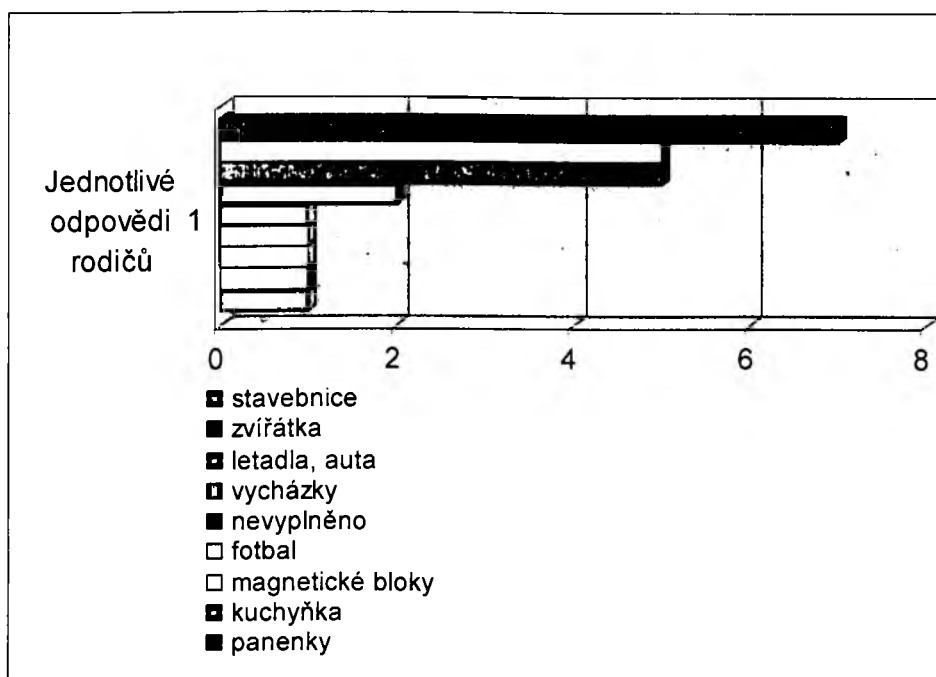 Jednotlivé
odpovědi 1
rodičů
0 2 4 6 8
stavebnice
zvířátka
letadla, auta
vycházky
nevyplněno
fotbal
magnetické bloky
kuchyňka
panenky